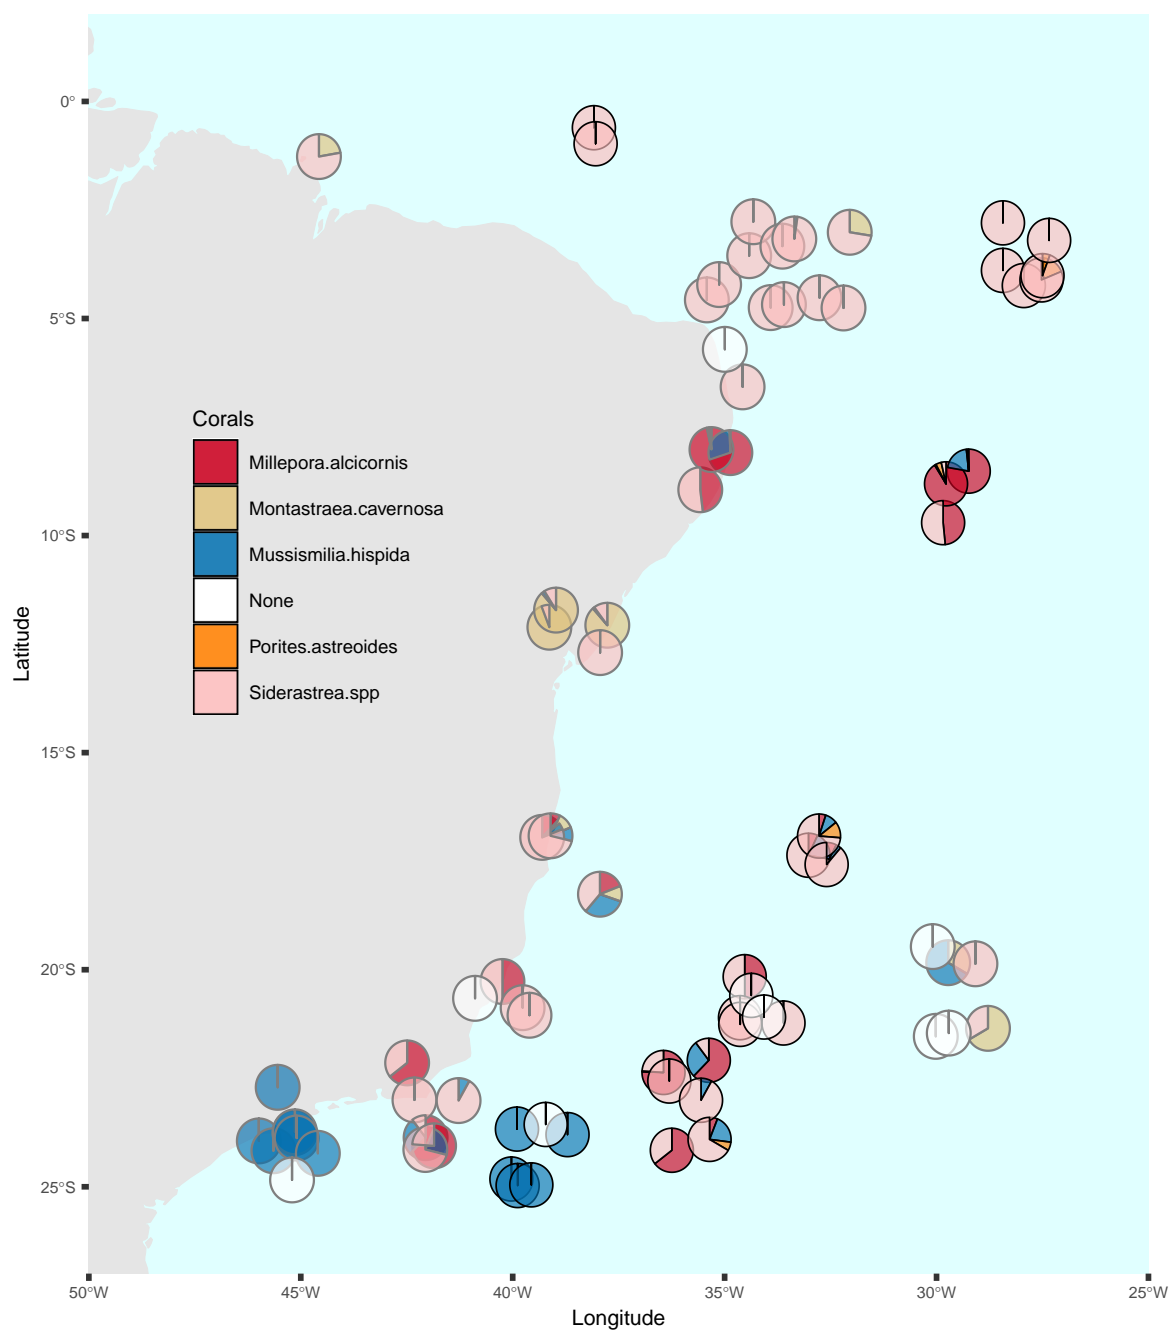 0°
5°S
10°S
15°S
20°S
25°S
Latitude
Corals
Millepora.alcicornis
Montastraea.cavernosa
Mussismilia.hispida
None
Porites.astreoides
Siderastrea.spp
50°W
45°W
40°W
35°W
30°W
25°W
Longitude